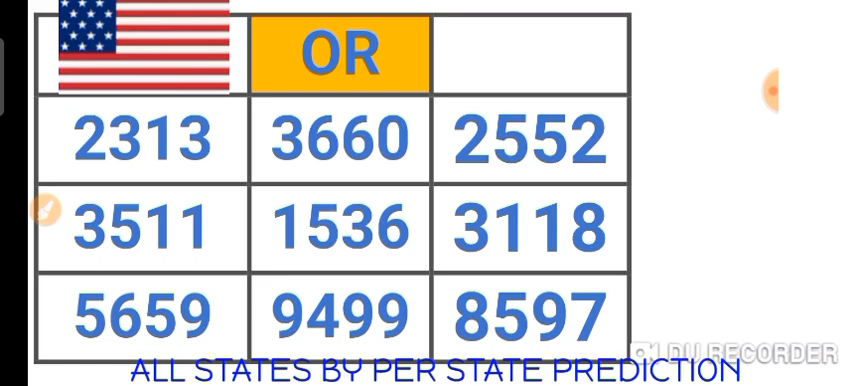 OR
2313 3660 2552
3511 1536 3118
5659 9499 8597
DU RECORDER
ALL STATES BY PER STATE PREDICTION